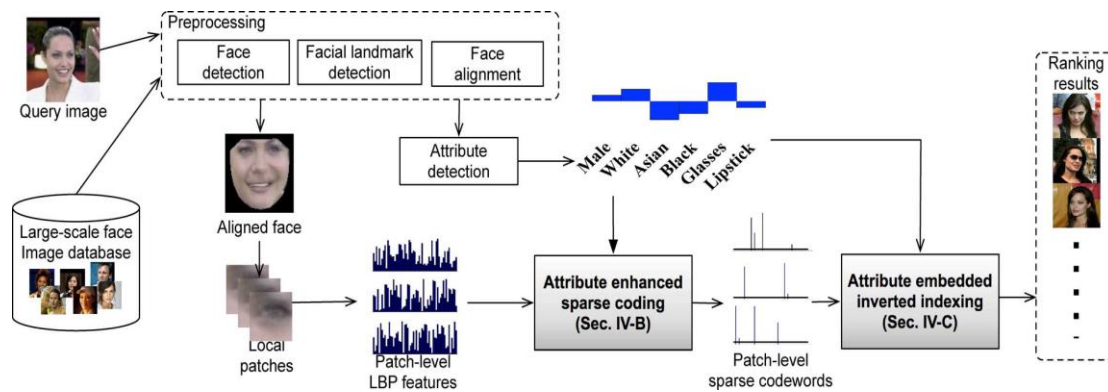 Preprocessing
Face
detection
Facial landmark
detection
Face
alignment
Query image
Ranking
results
Attribute
detection
Male
White
Asian
Black
Glasses
Lipstick
Large-scale face
Image database
Aligned face
Attribute enhanced
sparse coding
(Sec. IV-B)
Attribute embedded
inverted indexing
(Sec. IV-C)
Local
patches
Patch-level
LBP features
Patch-level
sparse codewords